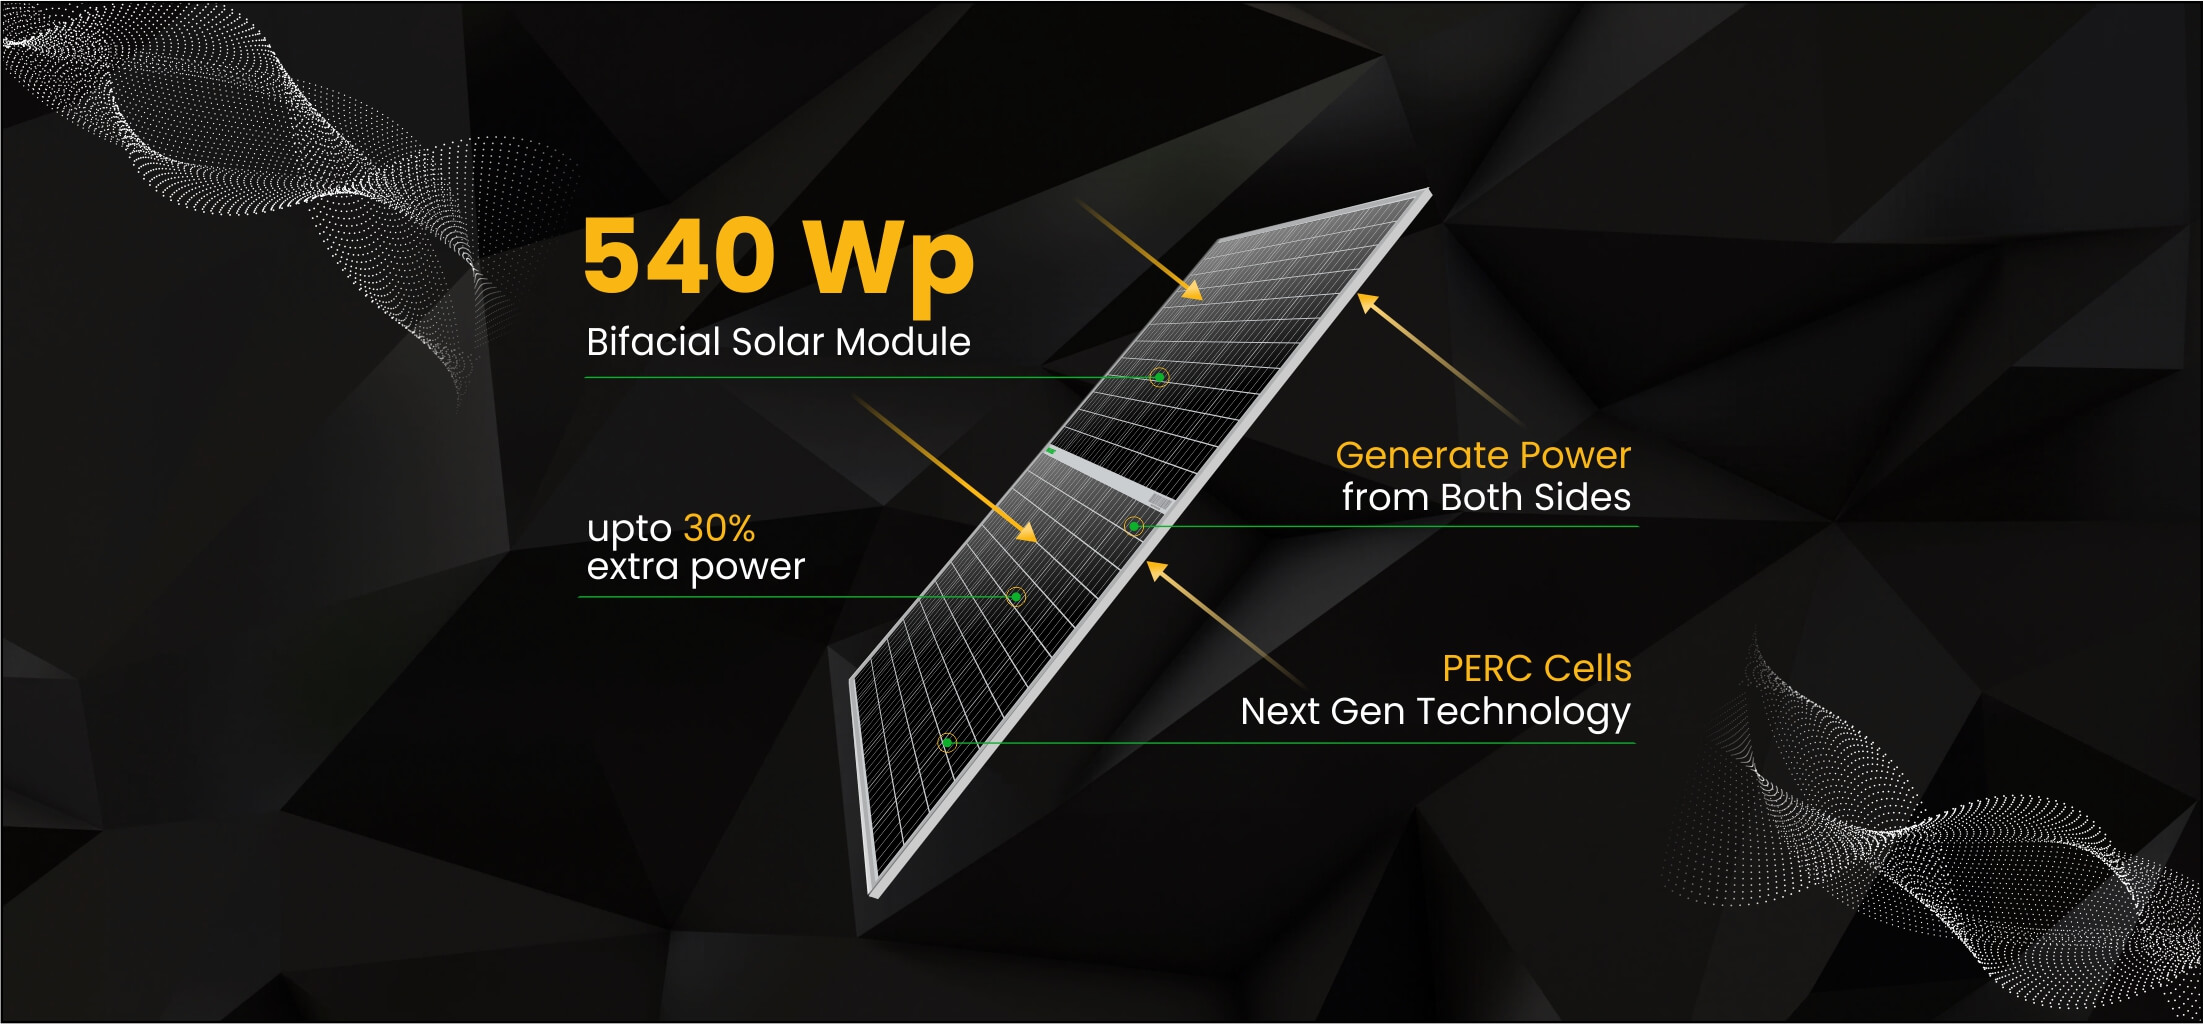 540 Wp
Bifacial Solar Module
upto 30%
extra power
Generate Power
from Both Sides
PERC Cells
Next Gen Technology